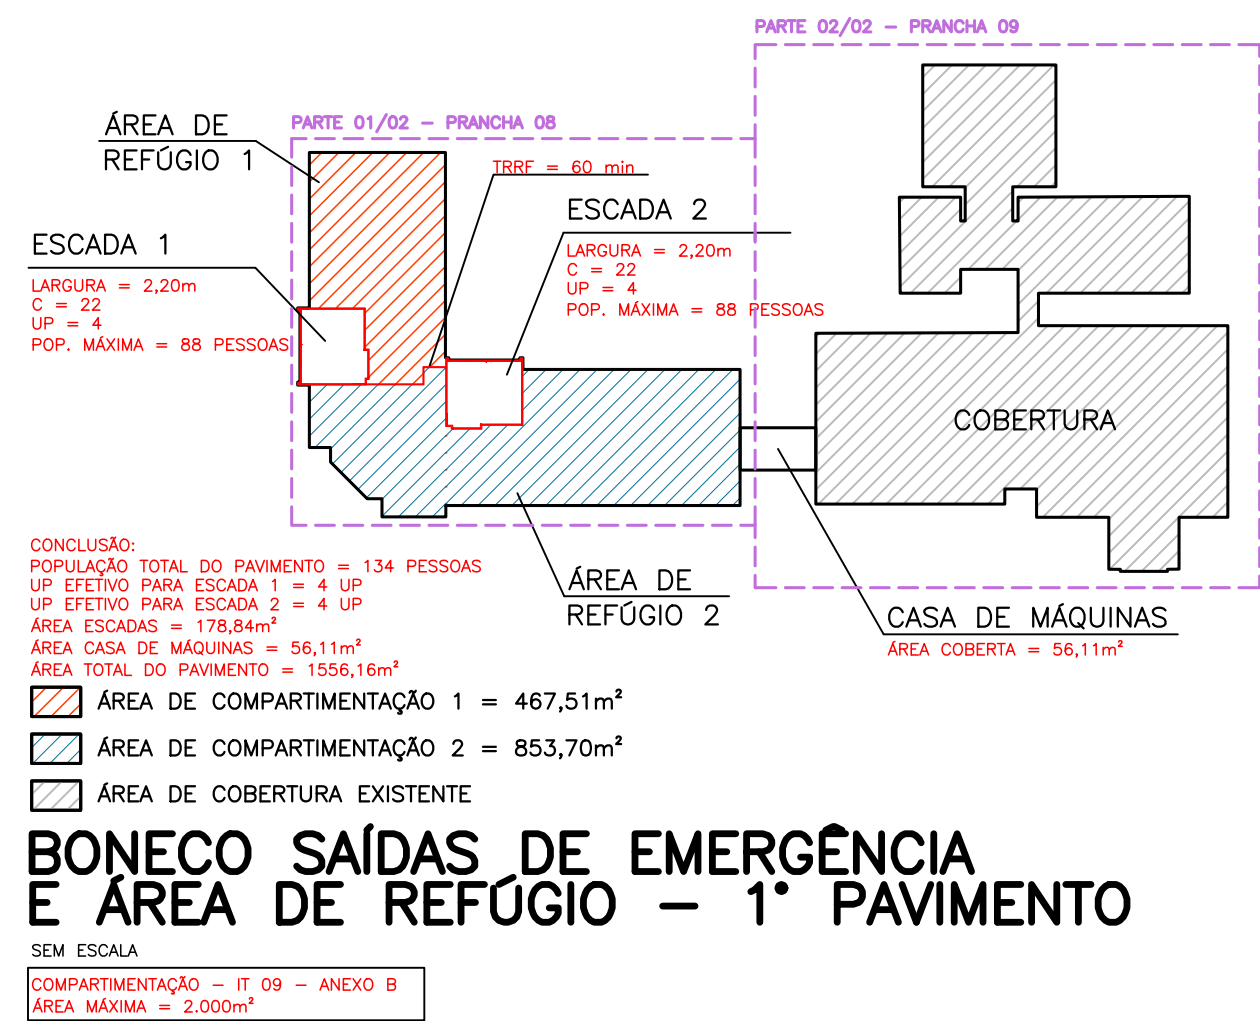 PARTE 02/02 - PRANCHA 09
PARTE 01/02 - PRANCHA 08
ÁREA DE
REFÚGIO 1
TRRF = 60 min
ESCADA 2
LARGURA = 2,20m
C = 22
UP = 4
POP. MÁXIMA = 88 PESSOAS
ESCADA 1
LARGURA = 2,20m
C = 22
UP = 4
POP. MÁXIMA = 88 PESSOAS
COBERTURA
ÁREA DE
REFÚGIO 2
CASA DE MÁQUINAS
ÁREA COBERTA = 56,11m²
CONCLUSÃO:
POPULAÇÃO TOTAL DO PAVIMENTO = 134 PESSOAS
UP EFETIVO PARA ESCADA 1 = 4 UP
UP EFETIVO PARA ESCADA 2 = 4 UP
ÁREA ESCADAS = 178,84m²
ÁREA CASA DE MÁQUINAS = 56,11m²
ÁREA TOTAL DO PAVIMENTO = 1556,16m²
ÁREA DE COMPARTIMENTAÇÃO 1 = 467,51m²
ÁREA DE COMPARTIMENTAÇÃO 2 = 853,70m²
ÁREA DE COBERTURA EXISTENTE
BONECO SAÍDAS DE EMERGÊNCIA
E ÁREA DE REFÚGIO - 1° PAVIMENTO
SEM ESCALA
COMPARTIMENTAÇÃO - IT 09 - ANEXO B
ÁREA MÁXIMA = 2.000m²